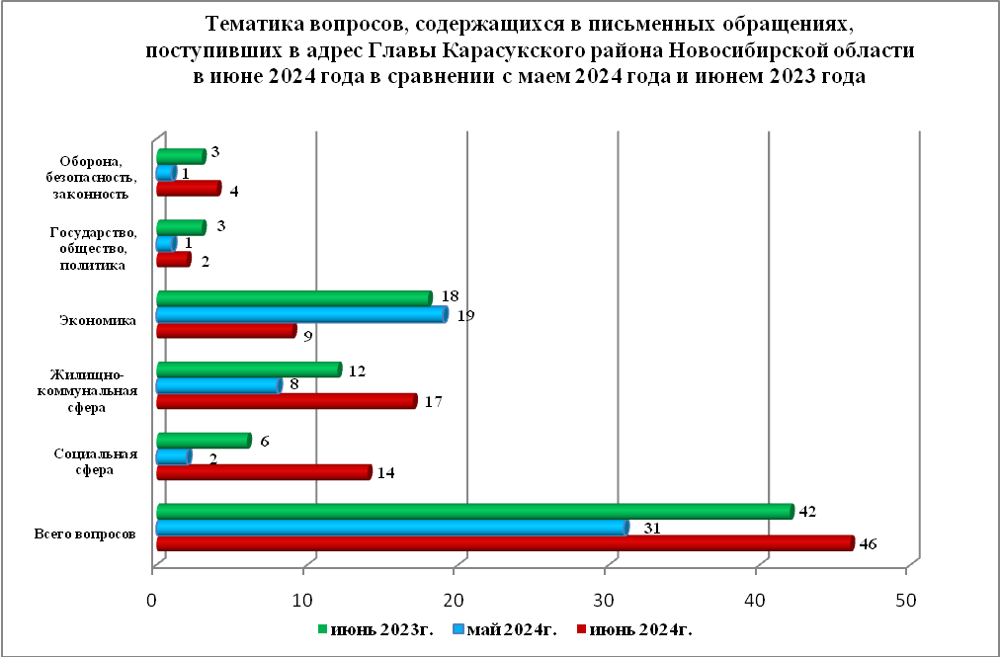 Тематика вопросов, содержащихся в письменных обращениях,
поступивших в адрес Главы Карасукского района Новосибирской области
в июне 2024 года в сравнении с маем 2024 года и июнем 2023 года
Оборона,
безопасность,
законность
3
1
4
Государство,
общество,
политика
3
1
2
Экономика
18
19
9
Жилищно-
коммунальная
сфера
12
8
17
Социальная
сфера
6
2
14
Всего вопросов
42
31
46
0 10 20 30 40 50
июнь 2023г. май 2024г. июнь 2024г.